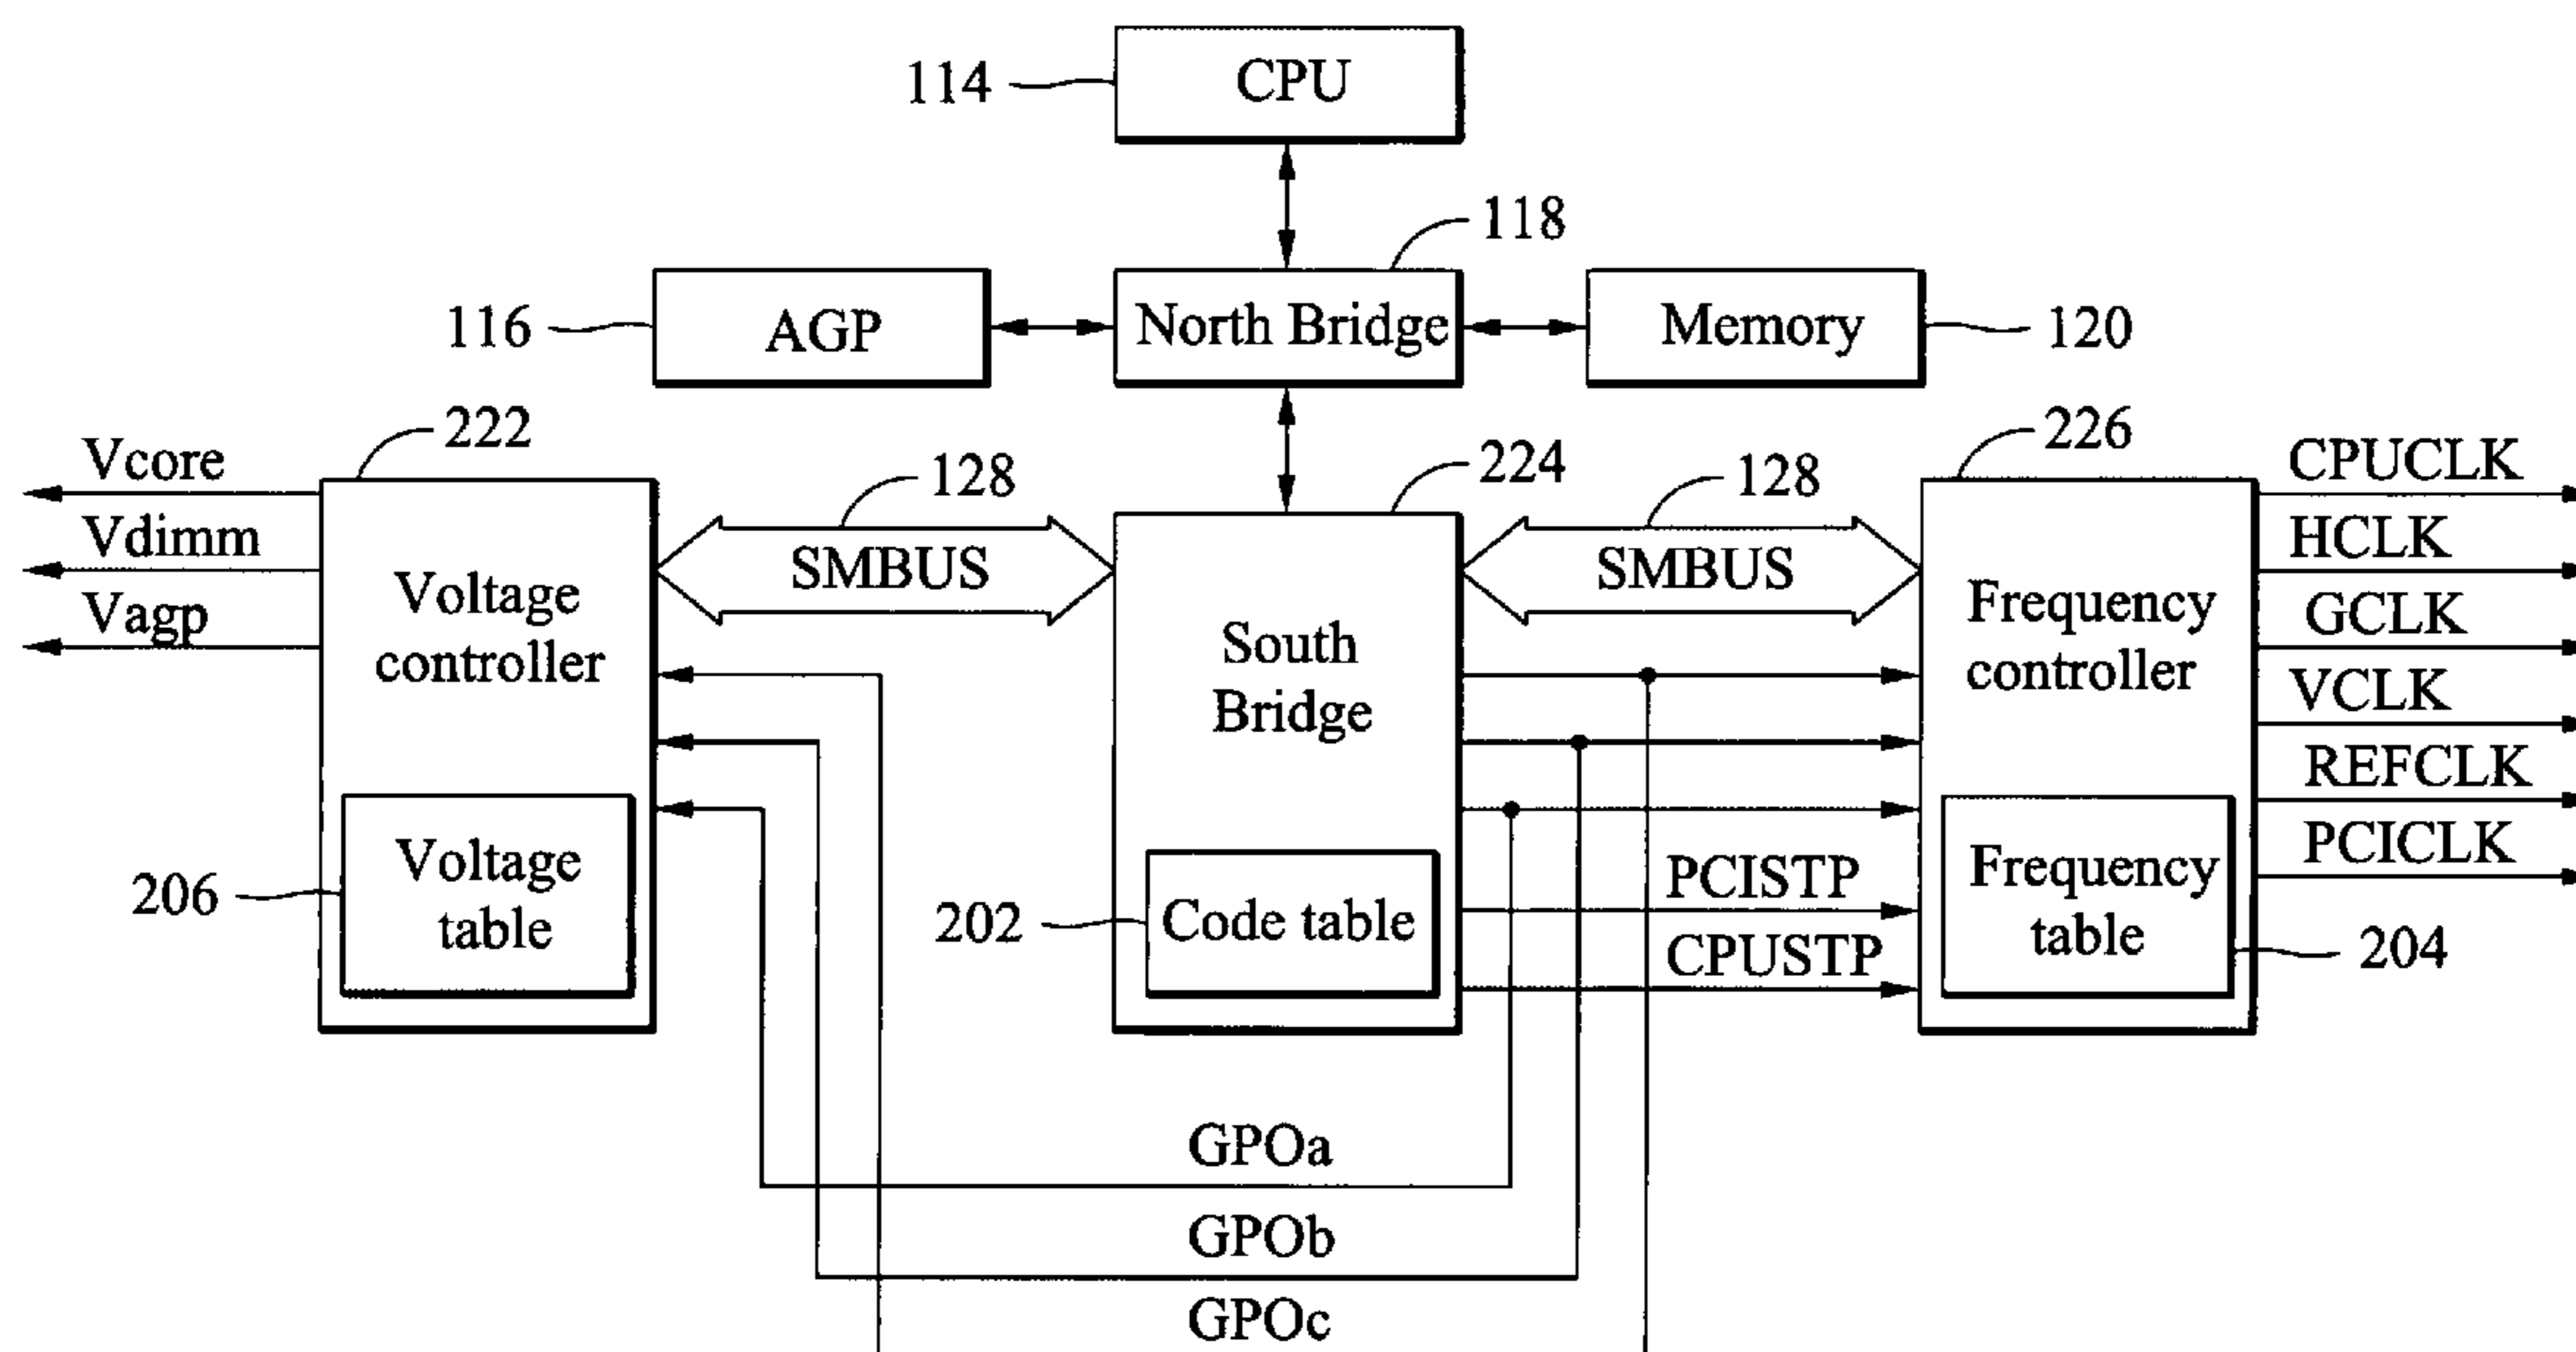 CPU
114
118
116
AGP
North Bridge
Memory
120
222
224
226
Vcore
128
128
CPUCLK
Vdimm
SMBUS
SMBUS
HCLK
Vagp
Voltage
controller
South
Bridge
Frequency
controller
GCLK
VCLK
REFCLK
PCICLK
206
Voltage
table
202
Code table
PCISTP
CPUSTP
Frequency
table
204
GPOa
GPOb
GPOc